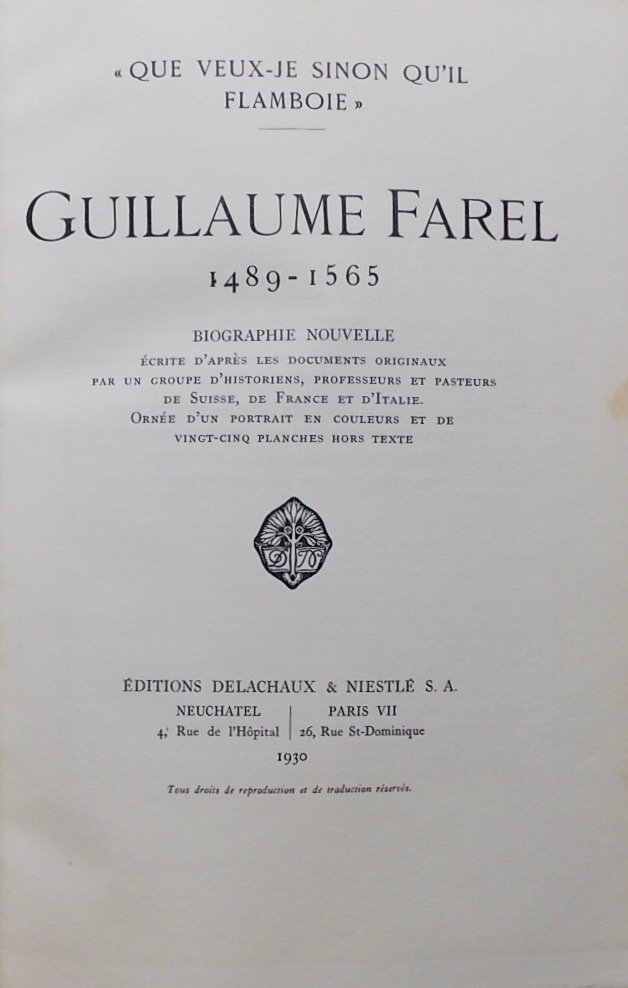 « QUE VEUX-JE SINON QU'IL
FLAMBOIE »
GUILLAUME FAREL
1489-1565
BIOGRAPHIE NOUVELLE
ÉCRITE D'APRÈS LES DOCUMENTS ORIGINAUX
PAR UN GROUPE D'HISTORIENS, PROFESSEURS ET PASTEURS
DE SUISSE, DE FRANCE ET D'ITALIE.
ORNÉE D'UN PORTRAIT EN COULEURS ET DE
VINGT-CINQ PLANCHES HORS TEXTE
D N
ÉDITIONS DELACHAUX & NIESTLÉ S. A.
NEUCHATEL | PARIS VII
4, Rue de l'Hôpital | 26, Rue St-Dominique
1930
Tous droits de reproduction et de traduction réservés.